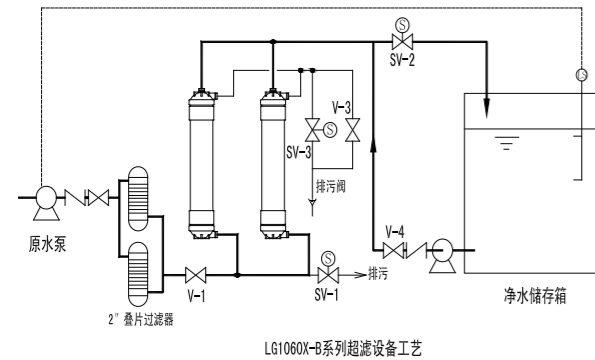 S
SV-2
LS
V-3
S
SV-3
排污阀
原水泵
V-4
S
V-1
SV-1
排污
净水储存箱
2" 叠片过滤器
LG1060X-B系列超滤设备工艺